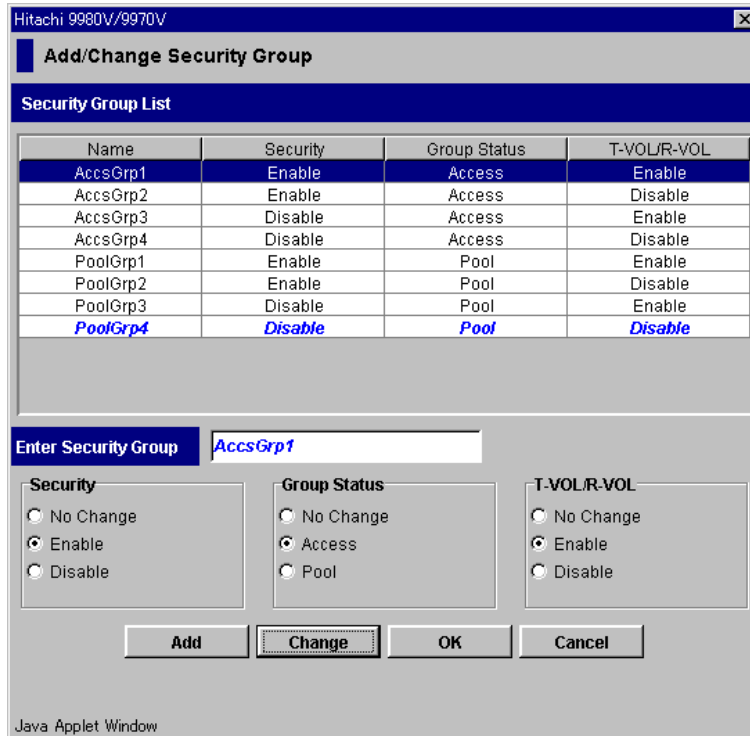 Hitachi 9980V/9970V
Add/Change Security Group
Security Group List
Name Security Group Status T-VOL/R-VOL
AccsGrp1 Enable Access Enable
AccsGrp2 Enable Access Disable
AccsGrp3 Disable Access Enable
AccsGrp4 Disable Access Disable
PoolGrp1 Enable Pool Enable
PoolGrp2 Enable Pool Disable
PoolGrp3 Disable Pool Enable
PoolGrp4 Disable Pool Disable
Enter Security Group AccsGrp1
Security Group Status T-VOL/R-VOL
No Change No Change No Change
Enable Access Enable
Disable Pool Disable
Add Change OK Cancel
Java Applet Window